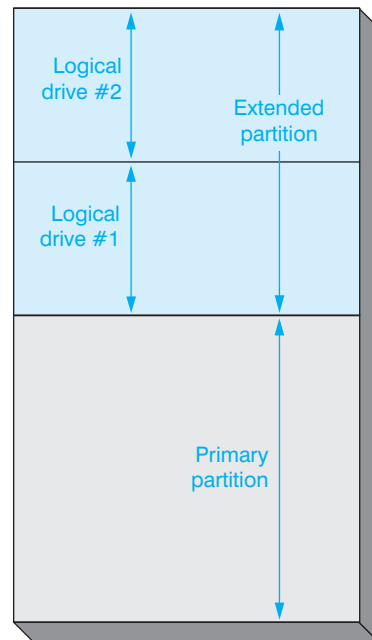 Logical
drive #2
Extended
partition
Logical
drive #1
Primary
partition